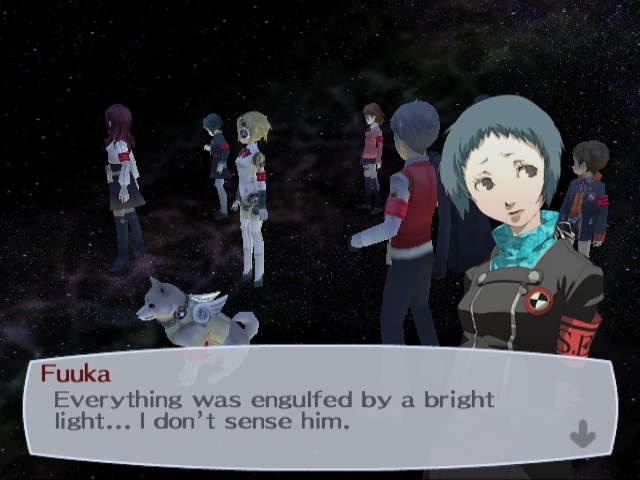 Fuuka
Everything was engulfed by a bright
light... I don't sense him.
S.E